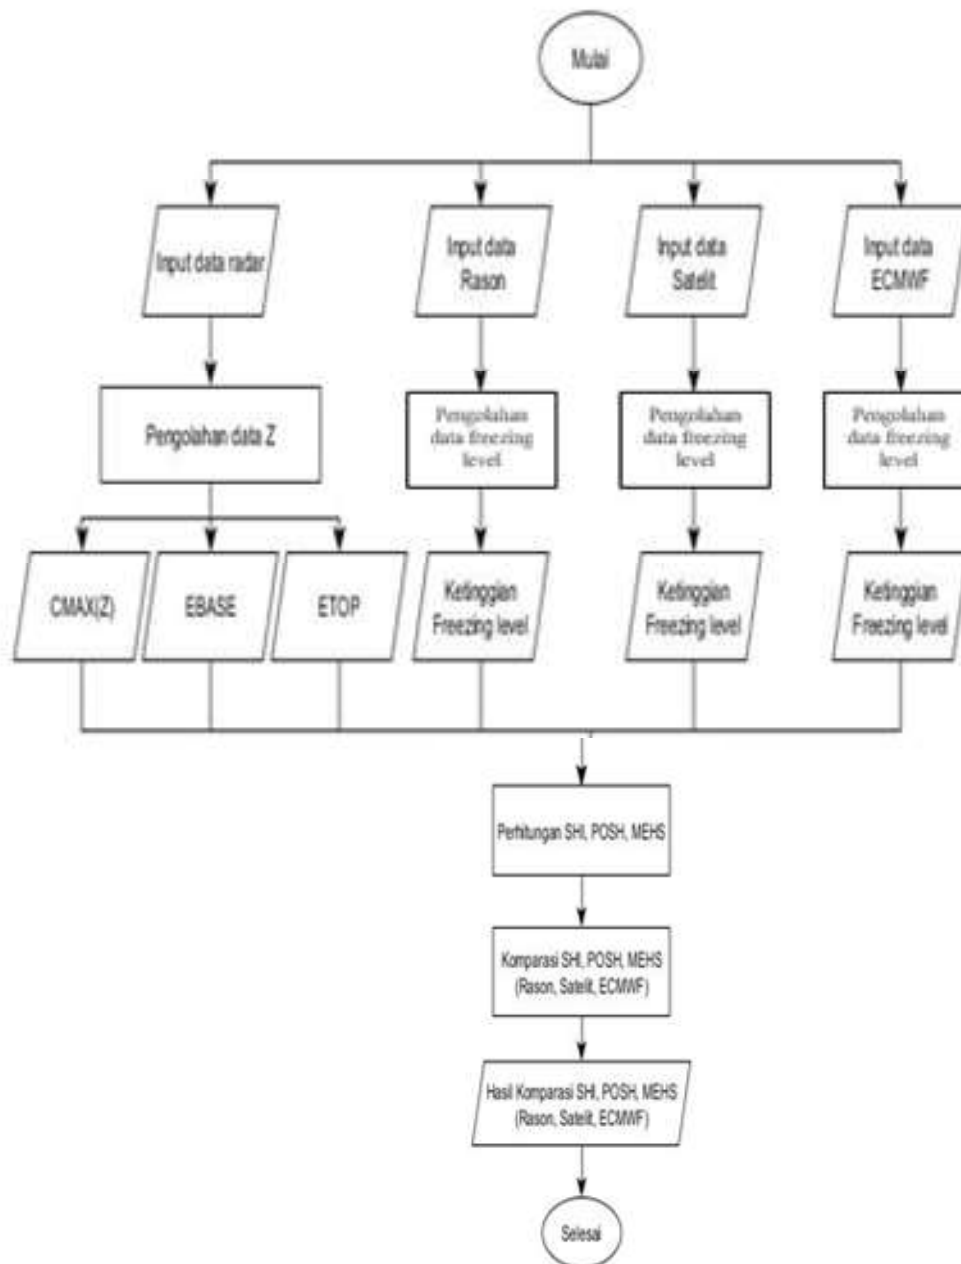 Mulai
Input data radar
Input data
Rason
Input data
Satelit
Input data
ECMWF
Pengolahan data Z
Pengolahan
data freezing
level
Pengolahan
data freezing
level
Pengolahan
data freezing
level
CMAX(Z)
EBASE
ETOP
Ketinggian
Freezing level
Ketinggian
Freezing level
Ketinggian
Freezing level
Perhitungan SHI, POSH, MEHS
Komparasi SHI, POSH, MEHS
(Rason, Satelit, ECMWF)
Hasil Komparasi SHI, POSH, MEHS
(Rason, Satelit, ECMWF)
Selesai